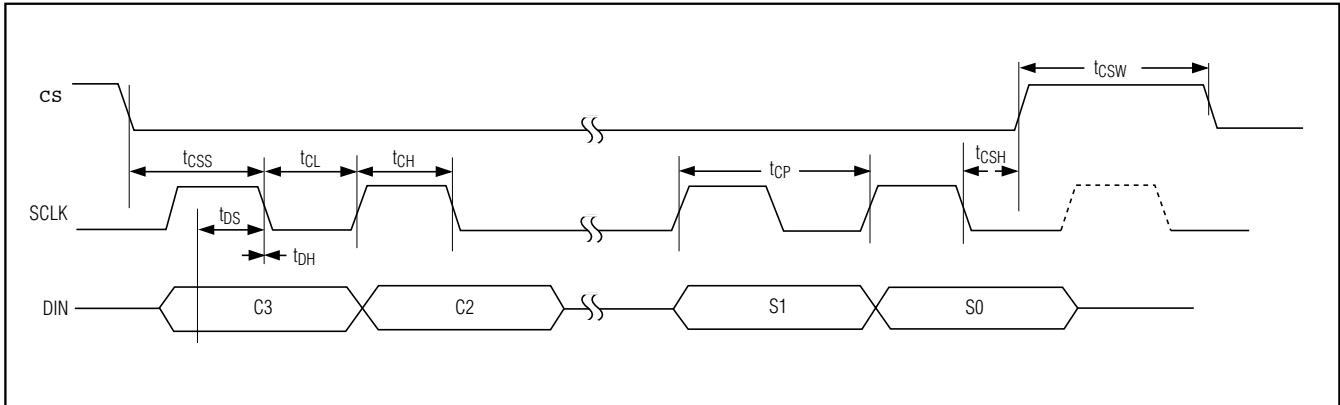 tCSW
CS
tCSS tCL tCH tCP tCSH
SCLK
tDS
tDH
DIN C3 C2 S1 S0